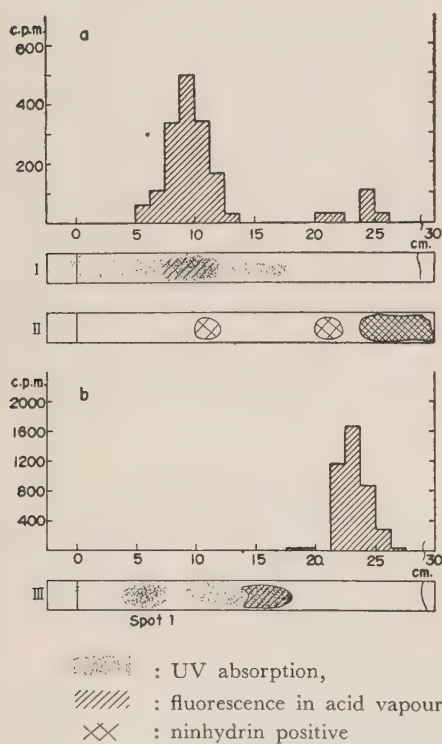 c.p.m.
a
600
500
200
0 5 10 15 20 25 30
cm.
I
II
c.p.m.
b
2000
1600
1200
800
400
0 5 10 15 20 25 30
cm.
III
Spot 1
: UV absorption,
: fluorescence in acid vapour
: ninhydrin positive